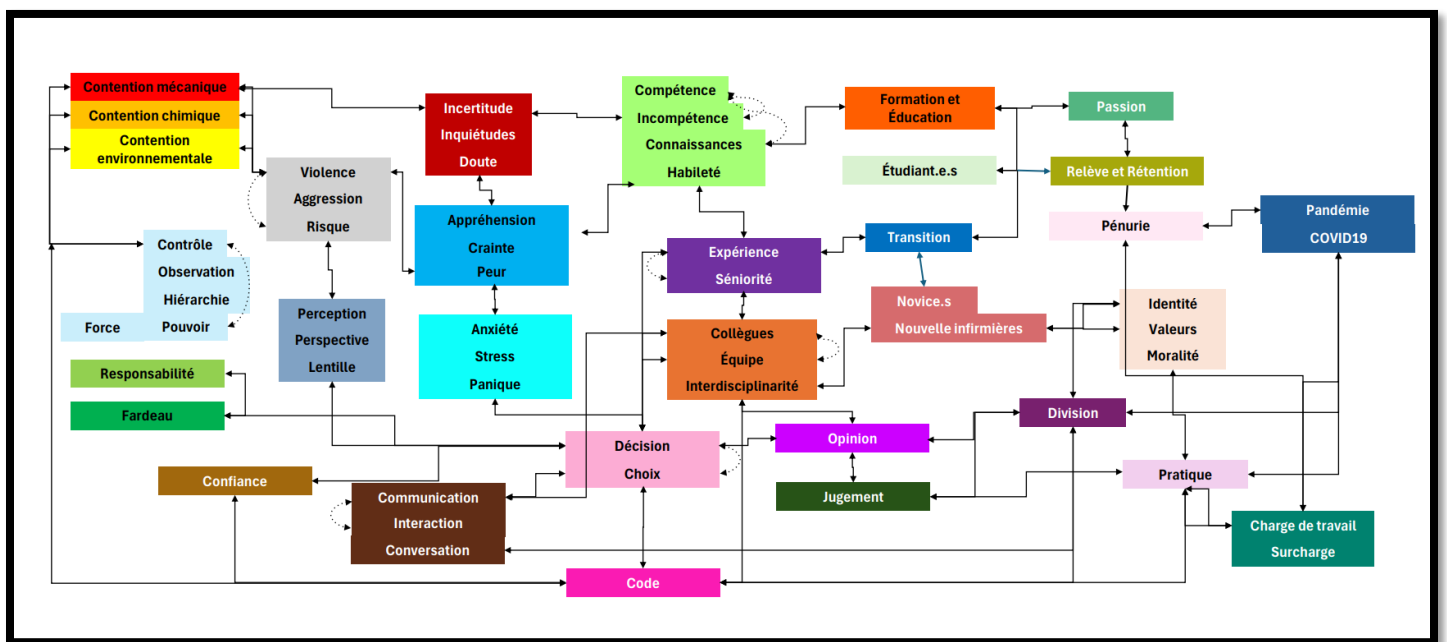 Contention mécanique
Contention chimique
Contention
environnementale
Incertitude
Inquiétudes
Doute
Compétence
Incompétence
Connaissances
Habileté
Formation et
Éducation
Passion
Étudiant.e.s
Relève et Rétention
Violence
Aggression
Risque
Appréhension
Crainte
Peur
Pénurie
Pandémie
COVID19
Contrôle
Observation
Hiérarchie
Force
Pouvoir
Expérience
Séniorité
Transition
Perception
Perspective
Lentille
Anxiété
Stress
Panique
Collègues
Équipe
Interdisciplinarité
Novice.s
Nouvelle infirmières
Identité
Valeurs
Moralité
Responsabilité
Fardeau
Décision
Choix
Opinion
Division
Confiance
Communication
Interaction
Conversation
Jugement
Pratique
Charge de travail
Surcharge
Code